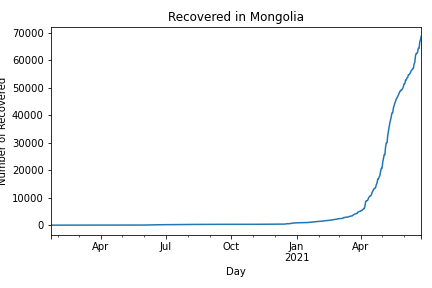 Recovered in Mongolia
Number of Recovered
70000
60000
50000
40000
30000
20000
10000
0
Apr Jul Oct Jan Apr
2021
Day